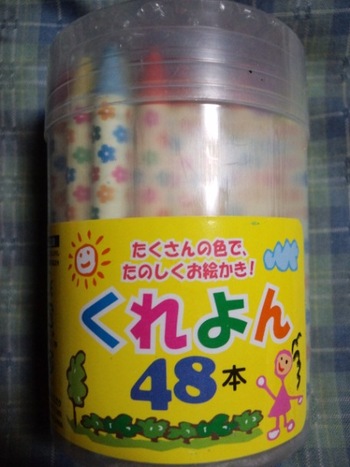 たくさんの色で、
たのしくお絵かき!
くれよん
48本